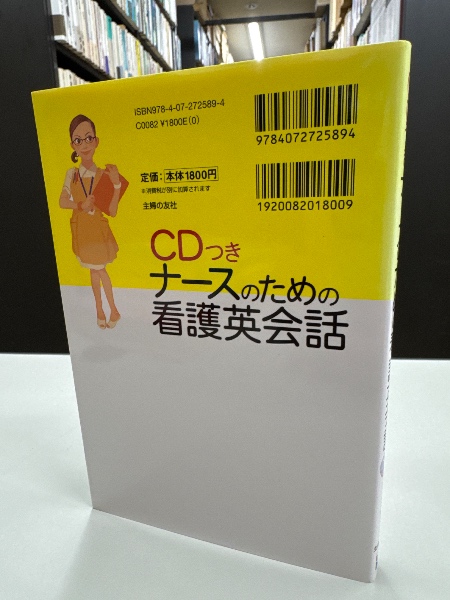 ISBN978-4-07-272589-4
C0082 ¥1800E(0)
9784072725894
定価:本体1800円
※消費税が別に加算されます
主婦の友社
1920082018009
CDつき
ナースのための
看護英会話